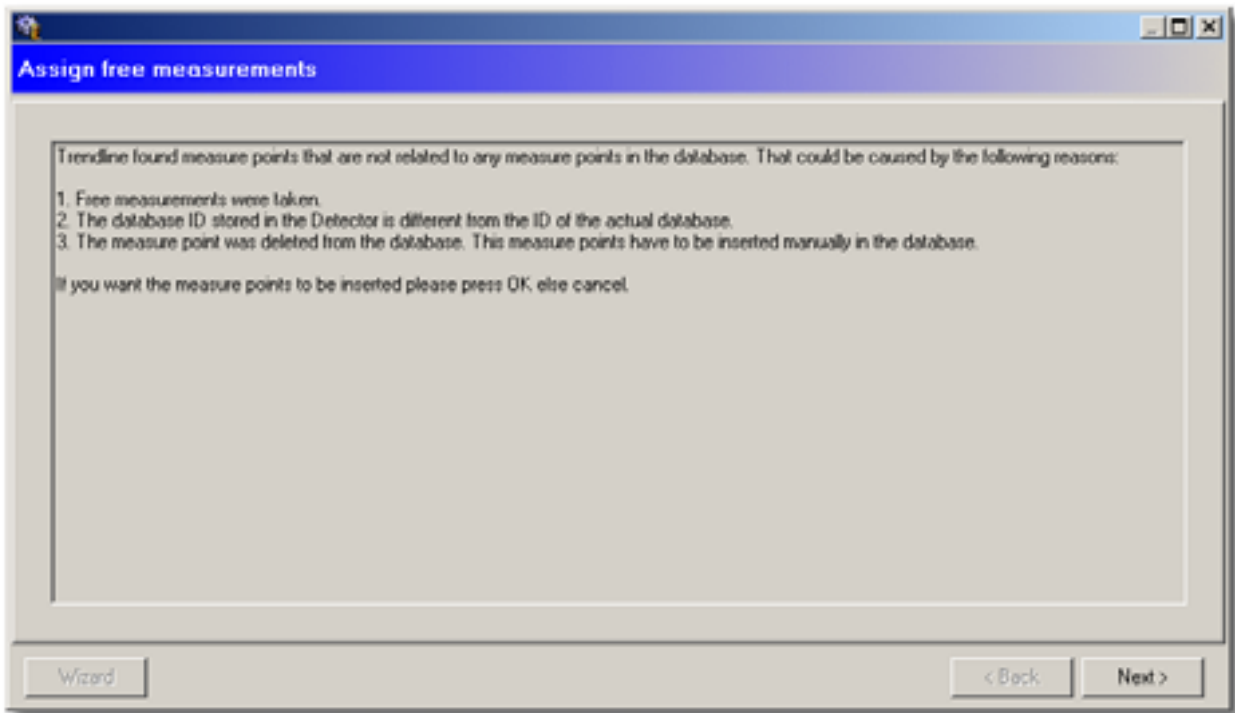 Assign free measurements
Trendline found measure points that are not related to any measure points in the database. That could be caused by the following reasons:
1. Free measurements were taken.
2. The database ID stored in the Detector is different from the ID of the actual database.
3. The measure point was deleted from the database. This measure points have to be inserted manually in the database.
If you want the measure points to be inserted please press OK else cancel.
Wizard
< Back
Next >